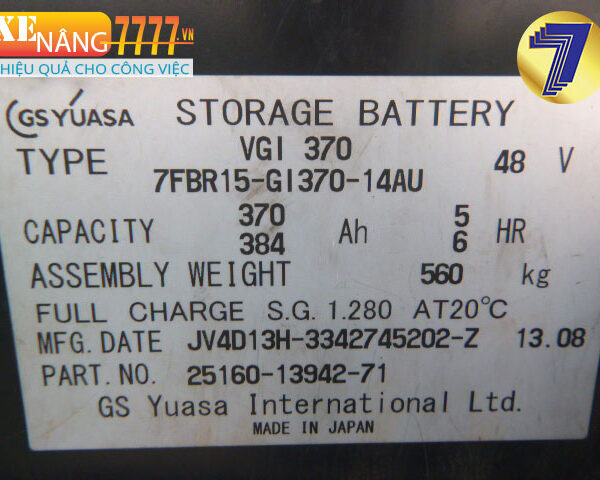 XE NÂNG7777.VN
HIỆU QUẢ CHO CÔNG VIỆC
7
GS YUASA STORAGE BATTERY
TYPE VGI 370 48 V
7FBR15-GI370-14AU
CAPACITY 370 Ah 5 HR
384 6
ASSEMBLY WEIGHT 560 kg
FULL CHARGE S.G. 1.280 AT20°C
MFG. DATE JV4D13H-3342745202-Z 13.08
PART. NO. 25160-13942-71
GS Yuasa International Ltd.
MADE IN JAPAN